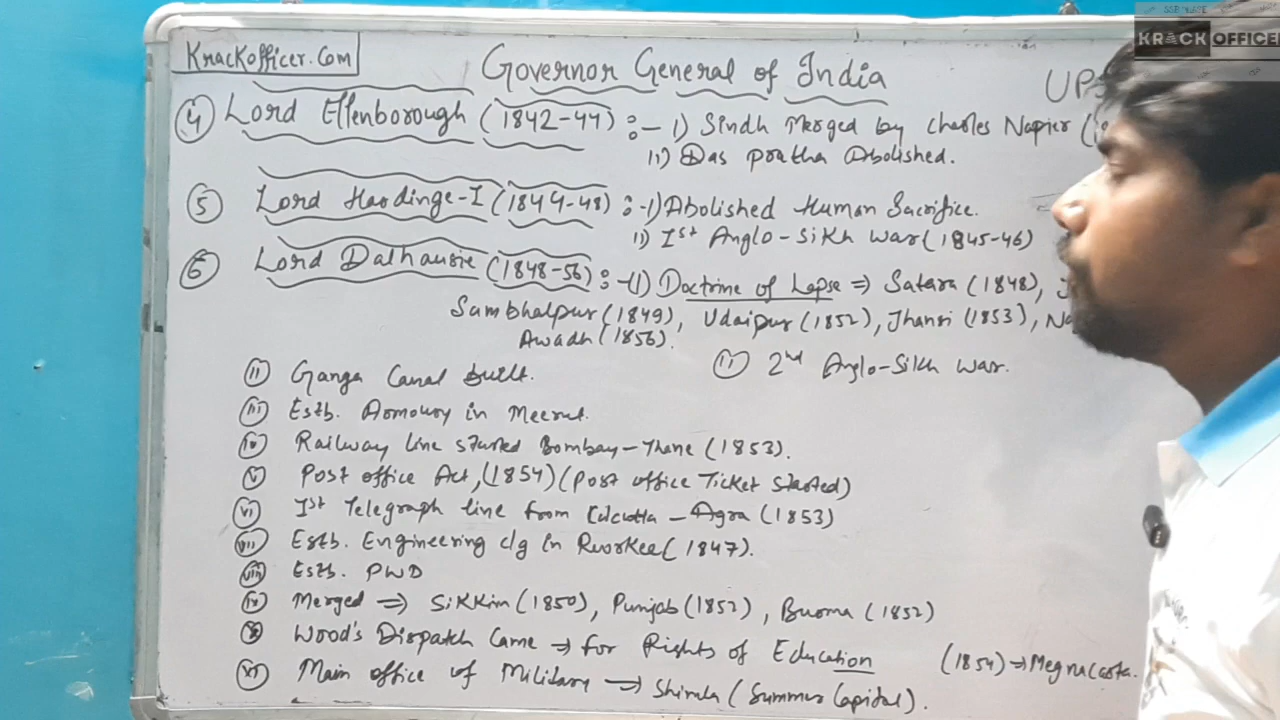 SSB
KRACK OFFICER
Krackofficer.com
Governor General of India
UPS
④ Lord Ellenborough (1842-44) :- i) Sindh Merged by Charles Napier (
ii) Das pratha Abolished.
⑤ Lord Hardinge-I (1844-48) :- i) Abolished Human Sacrifice.
ii) Ist Anglo-Sikh war (1845-46)
⑥ Lord Dalhausie (1848-56) :- (i) Doctrine of Lapse ⇒ Satara (1848), J
Sambhalpur (1849), Udaipur (1852), Jhansi (1853), Na
Awadh (1856).
(ii) 2nd Anglo-Sikh war.
(ii) Ganga Canal built.
(iii) Estb. Armoury in Meerut.
(iv) Railway line started Bombay-Thane (1853).
(v) Post office Act, (1854) (Post office Ticket Started)
(vi) Ist Telegraph line from Calcutta - Agra (1853)
(vii) Estb. Engineering clg in Roorkee (1847).
(viii) Estb. PWD
(ix) Merged ⇒ Sikkim (1850), Punjab (1852), Burma (1852)
(x) Wood's Dispatch Came → for Rights of Education (1854) → Megnacarta.
(xi) Main office of Military → Shimla (Summer Capital).